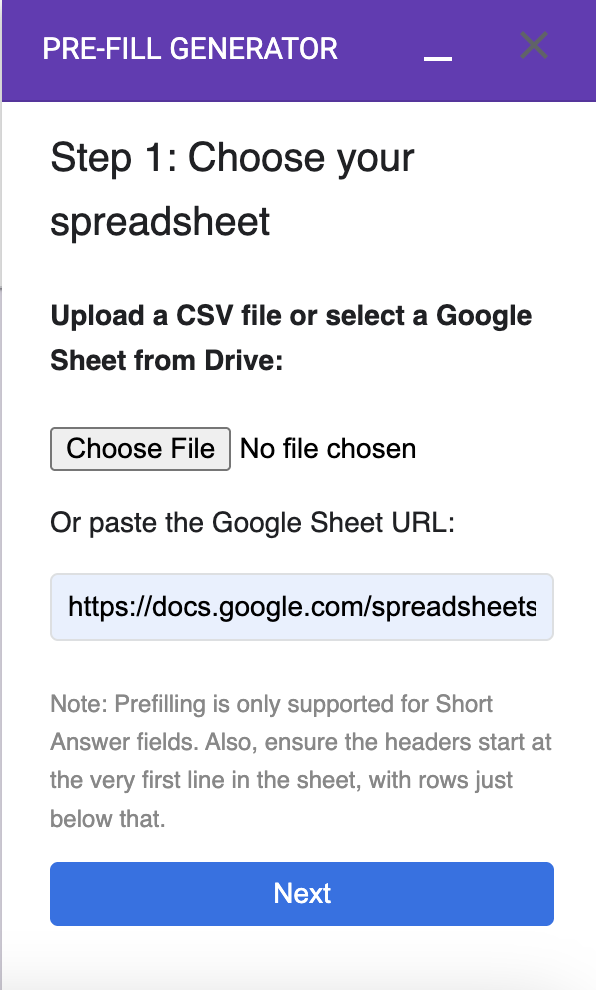 PRE-FILL GENERATOR
Step 1: Choose your
spreadsheet
Upload a CSV file or select a Google
Sheet from Drive:
Choose File No file chosen
Or paste the Google Sheet URL:
https://docs.google.com/spreadsheets
Note: Prefilling is only supported for Short
Answer fields. Also, ensure the headers start at
the very first line in the sheet, with rows just
below that.
Next